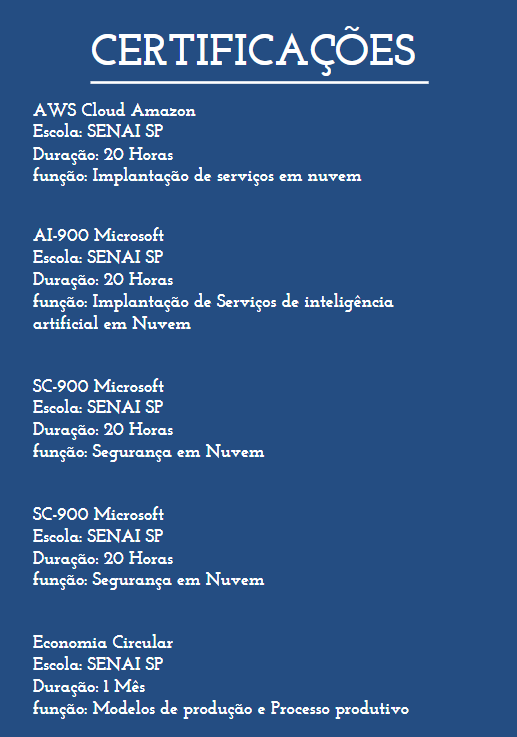 CERTIFICAÇÕES
AWS Cloud Amazon
Escola: SENAI SP
Duração: 20 Horas
função: Implantação de serviços em nuvem
AI-900 Microsoft
Escola: SENAI SP
Duração: 20 Horas
função: Implantação de Serviços de inteligência
artificial em Nuvem
SC-900 Microsoft
Escola: SENAI SP
Duração: 20 Horas
função: Segurança em Nuvem
SC-900 Microsoft
Escola: SENAI SP
Duração: 20 Horas
função: Segurança em Nuvem
Economia Circular
Escola: SENAI SP
Duração: 1 Mês
função: Modelos de produção e Processo produtivo